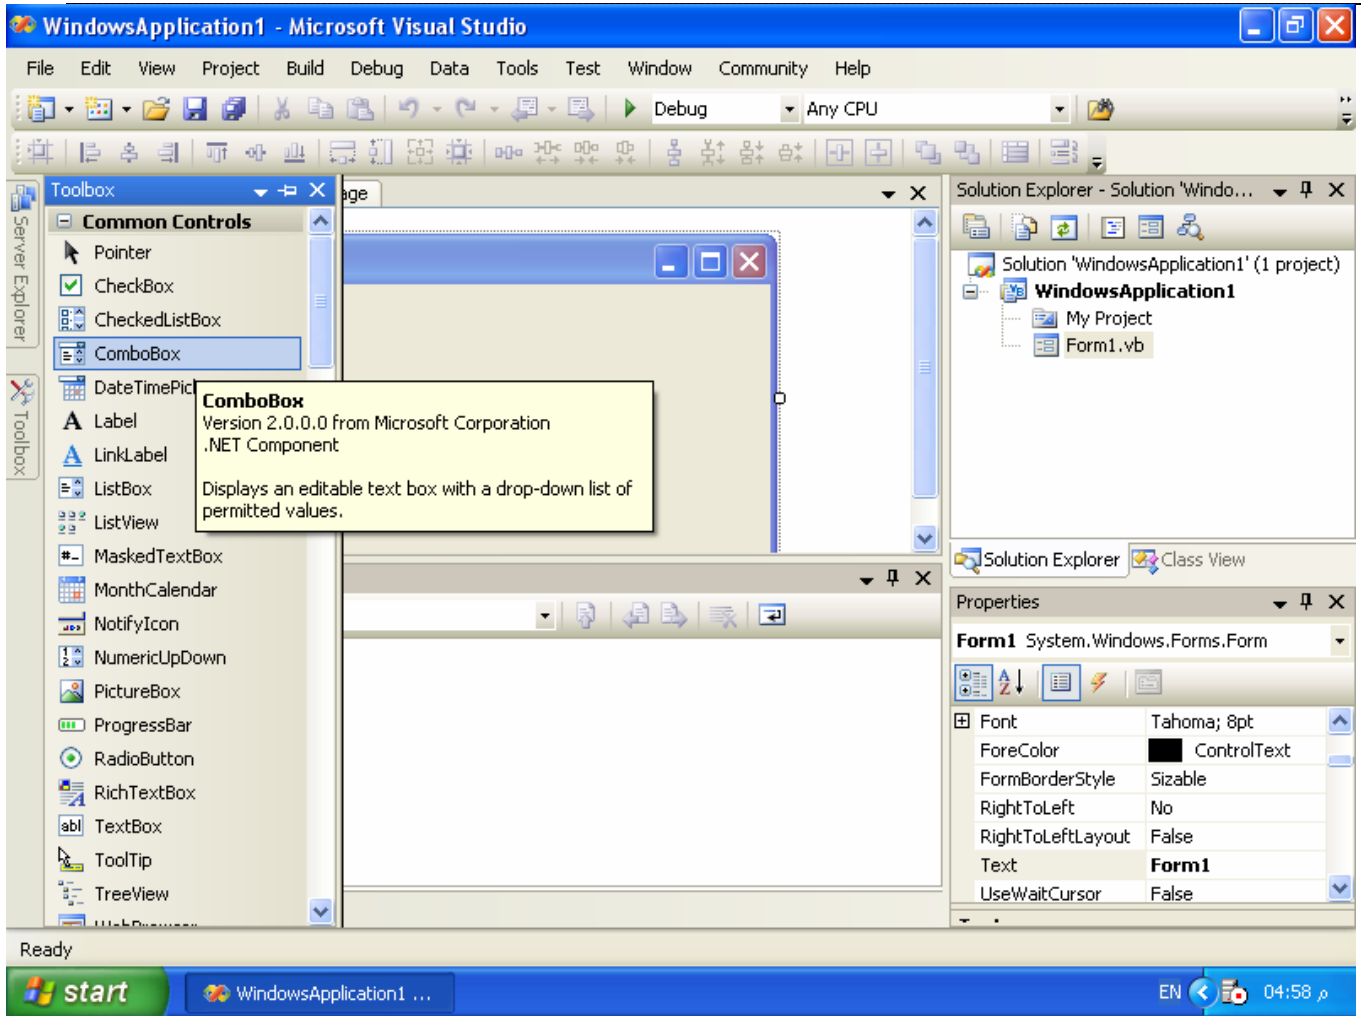 WindowsApplication1 - Microsoft Visual Studio
File Edit View Project Build Debug Data Tools Test Window Community Help
Debug Any CPU
Server Explorer
Toolbox
Toolbox
Common Controls
Pointer
CheckBox
CheckedListBox
ComboBox
DateTimePic
Label
LinkLabel
ListBox
ListView
MaskedTextBox
MonthCalendar
NotifyIcon
NumericUpDown
PictureBox
ProgressBar
RadioButton
RichTextBox
TextBox
ToolTip
TreeView
age
ComboBox
Version 2.0.0.0 from Microsoft Corporation
.NET Component
Displays an editable text box with a drop-down list of
permitted values.
Solution Explorer - Solution 'Windo...
Solution 'WindowsApplication1' (1 project)
WindowsApplication1
My Project
Form1.vb
Solution Explorer Class View
Properties
Form1 System.Windows.Forms.Form
Font Tahoma; 8pt
ForeColor ControlText
FormBorderStyle Sizable
RightToLeft No
RightToLeftLayout False
Text Form1
UseWaitCursor False
Ready
start WindowsApplication1 ... EN 04:58 م